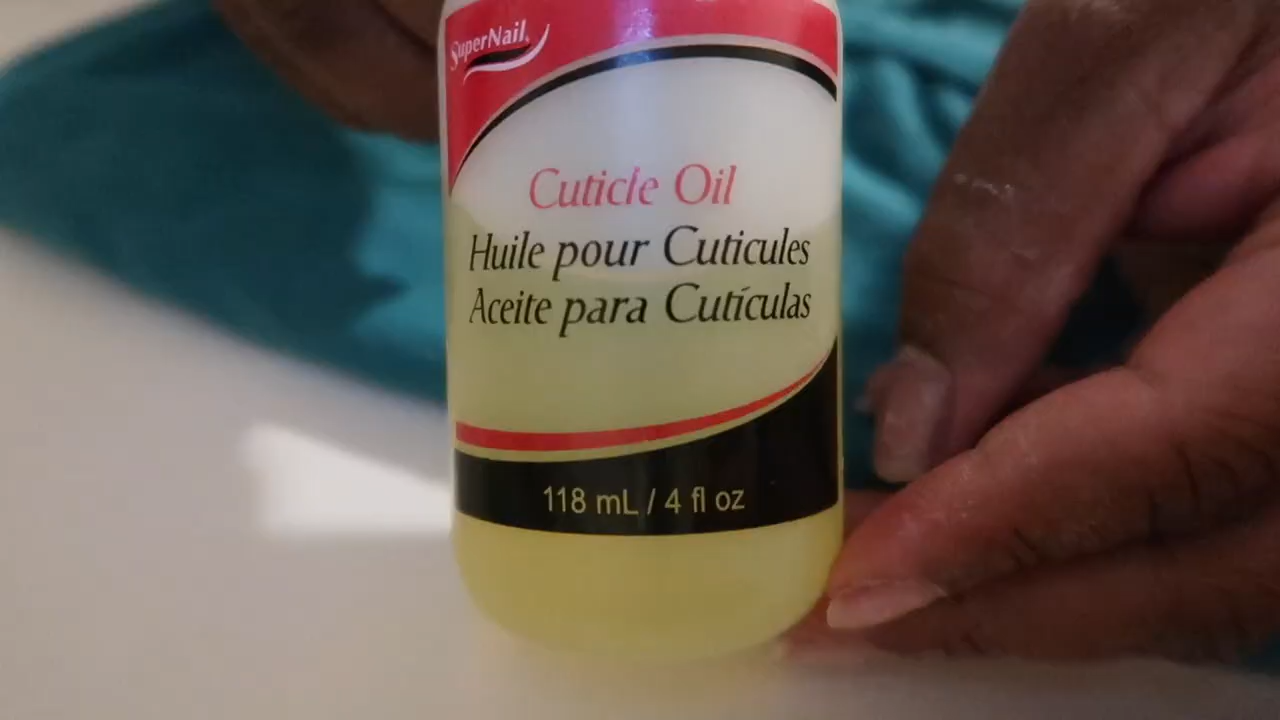 SuperNail
Cuticle Oil
Huile pour Cuticules
Aceite para Cutículas
118 mL / 4 fl oz